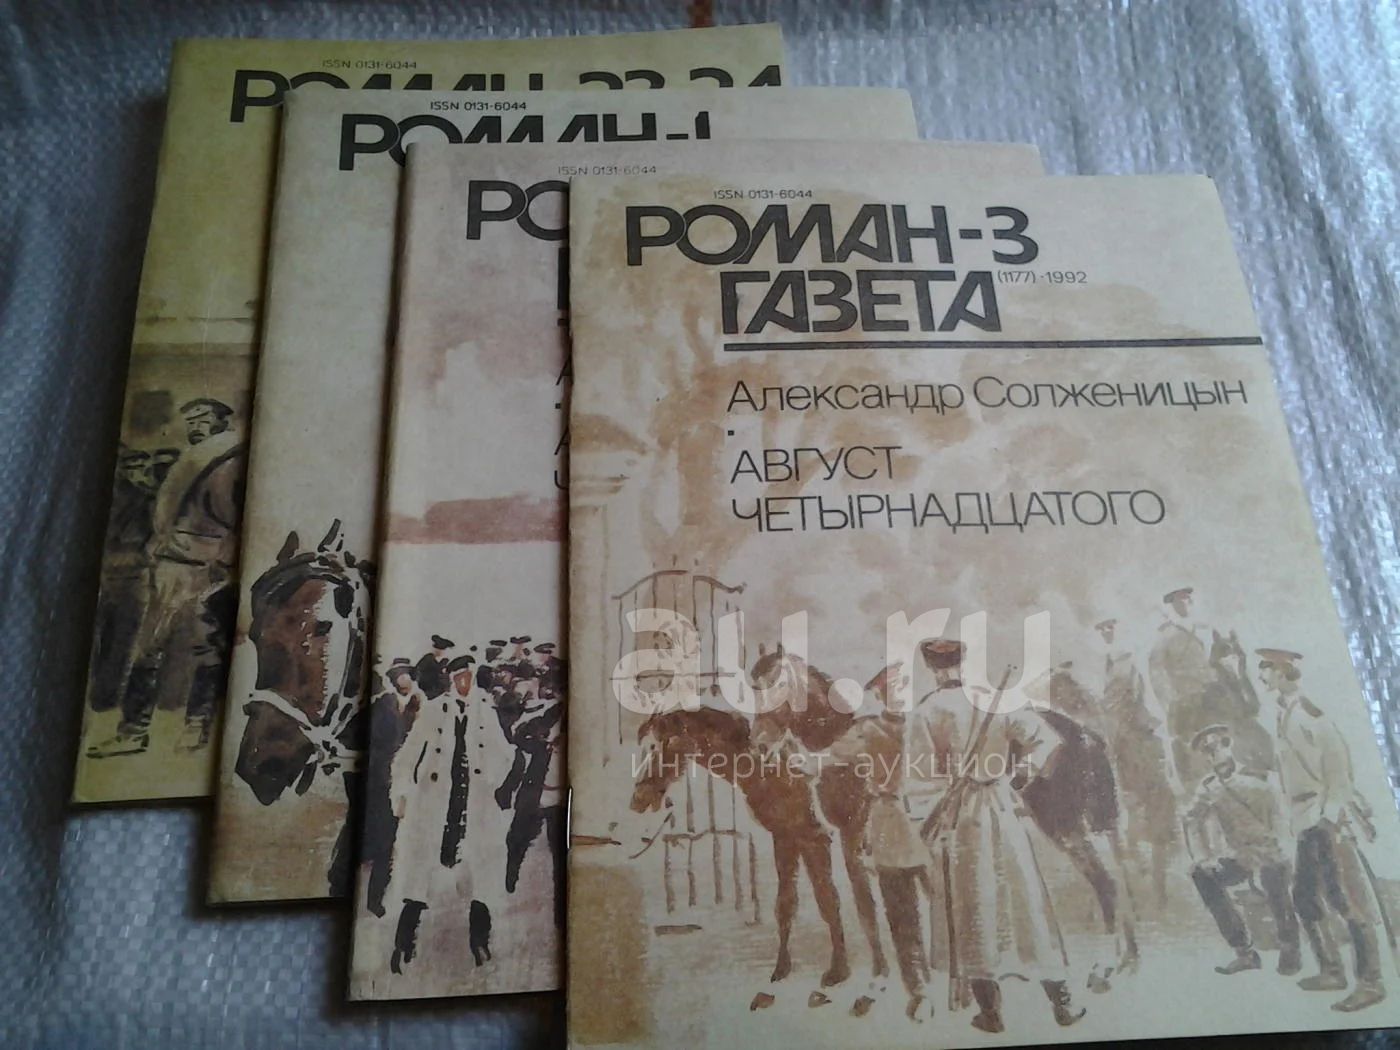 ISSN 0131-6044
РОМАН-23-24
ISSN 0131-6044
РОМАН-1
ISSN 0131-6044
РО
ISSN 0131-6044
РОМАН-3
ГАЗЕТА
(1177)·1992
Александр Солженицын
АВГУСТ
ЧЕТЫРНАДЦАТОГО
au.ru
интернет-аукцион